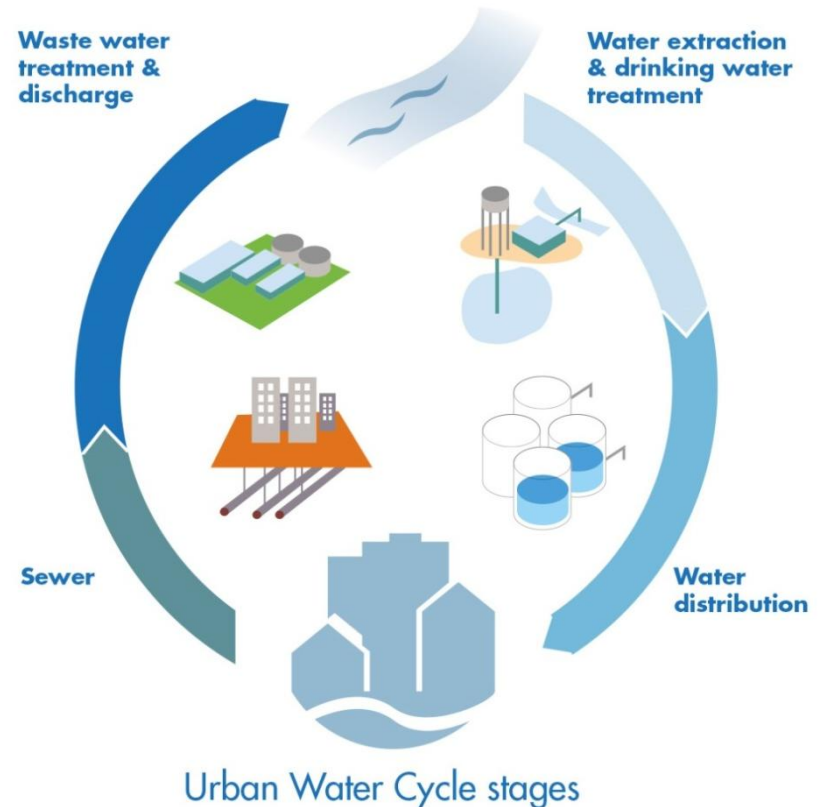 Waste water
treatment &
discharge
Water extraction
& drinking water
treatment
Sewer
Water
distribution
Urban Water Cycle stages